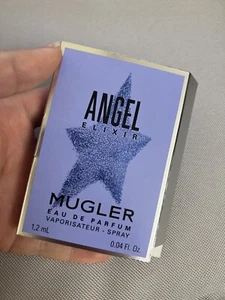 ANGEL
ELIXIR
MUGLER
EAU DE PARFUM
VAPORISATEUR - SPRAY
1.2 mL 0.04 Fl. Oz